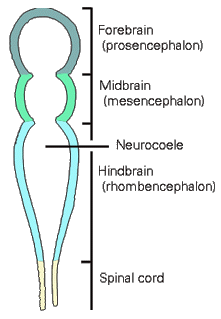 Forebrain
(prosencephalon)
Midbrain
(mesencephalon)
Neurocoele
Hindbrain
(rhombencephalon)
Spinal cord